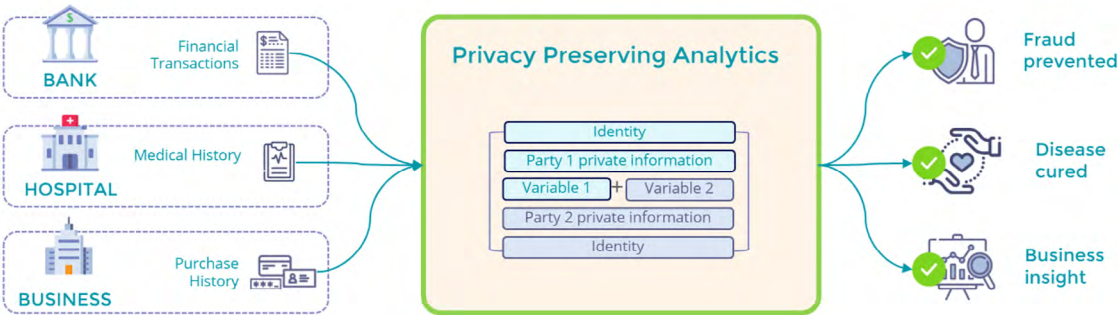 BANK
Financial
Transactions
HOSPITAL
Medical History
BUSINESS
Purchase
History
Privacy Preserving Analytics
Identity
Party 1 private information
Variable 1 + Variable 2
Party 2 private information
Identity
Fraud
prevented
Disease
cured
Business
insight